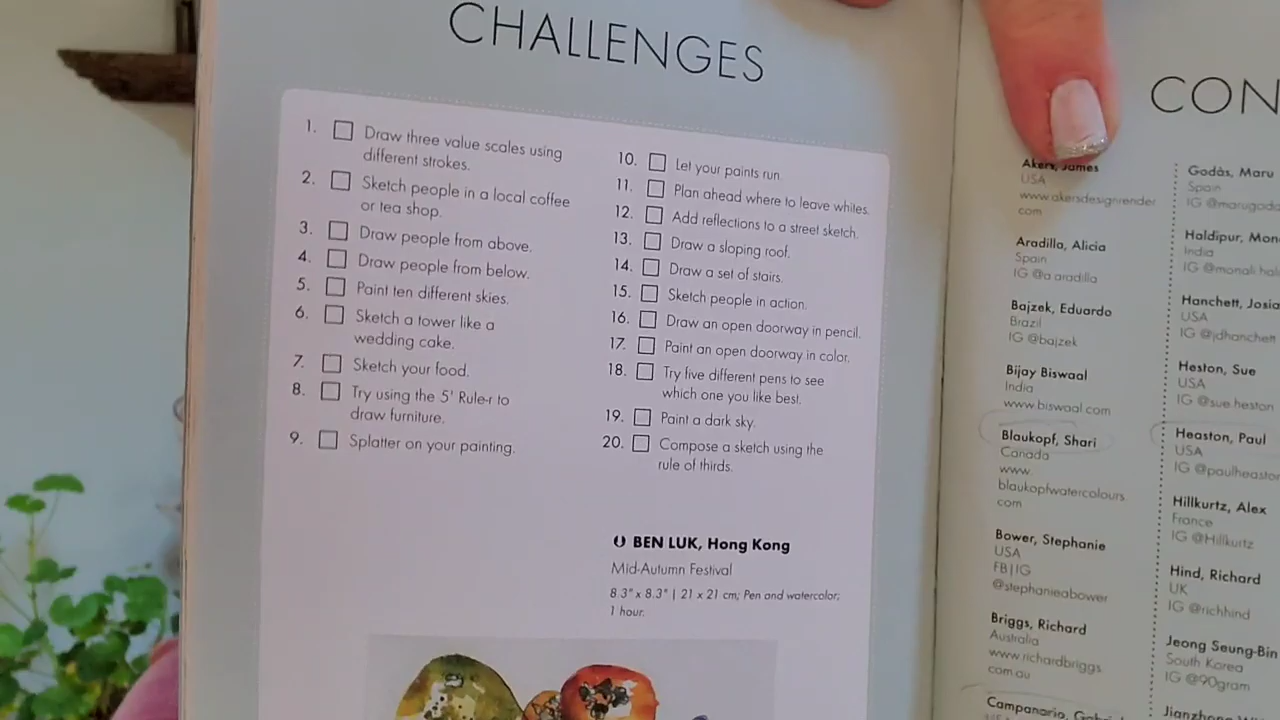 CHALLENGES
1. Draw three value scales using
different strokes.
2. Sketch people in a local coffee
or tea shop.
3. Draw people from above.
4. Draw people from below.
5. Paint ten different skies.
6. Sketch a tower like a
wedding cake.
7. Sketch your food.
8. Try using the 5' Rule-r to
draw furniture.
9. Splatter on your painting.
10. Let your paints run.
11. Plan ahead where to leave whites.
12. Add reflections to a street sketch.
13. Draw a sloping roof.
14. Draw a set of stairs.
15. Sketch people in action.
16. Draw an open doorway in pencil.
17. Paint an open doorway in color.
18. Try five different pens to see
which one you like best.
19. Paint a dark sky.
20. Compose a sketch using the
rule of thirds.
BEN LUK, Hong Kong
Mid-Autumn Festival
8.3" x 8.3" | 21 x 21 cm; Pen and watercolor;
1 hour.
CON
Akers, James
USA
www.akersdesignrender
com
Aradilla, Alicia
Spain
IG @a.aradilla
Bajzek, Eduardo
Brazil
IG @bajzek
Bijay Biswaal
India
www.biswaal.com
Blaukopf, Shari
Canada
www
blaukopfwatercolours
com
Bower, Stephanie
USA
FB|IG
@stephanieabower
Briggs, Richard
Australia
www.richardbriggs
com.au
Campanario,
Godàs, Maru
Spain
Haldipur,
India
Hanchett,
USA
IG @jdhanchett
Heston, Sue
USA
IG @sue.heston
Heaston, Paul
USA
Hillkurtz, Alex
France
IG @Hillkurtz
Hind, Richard
UK
IG @richhind
Jeong Seung-Bin
South Korea
IG @90gram